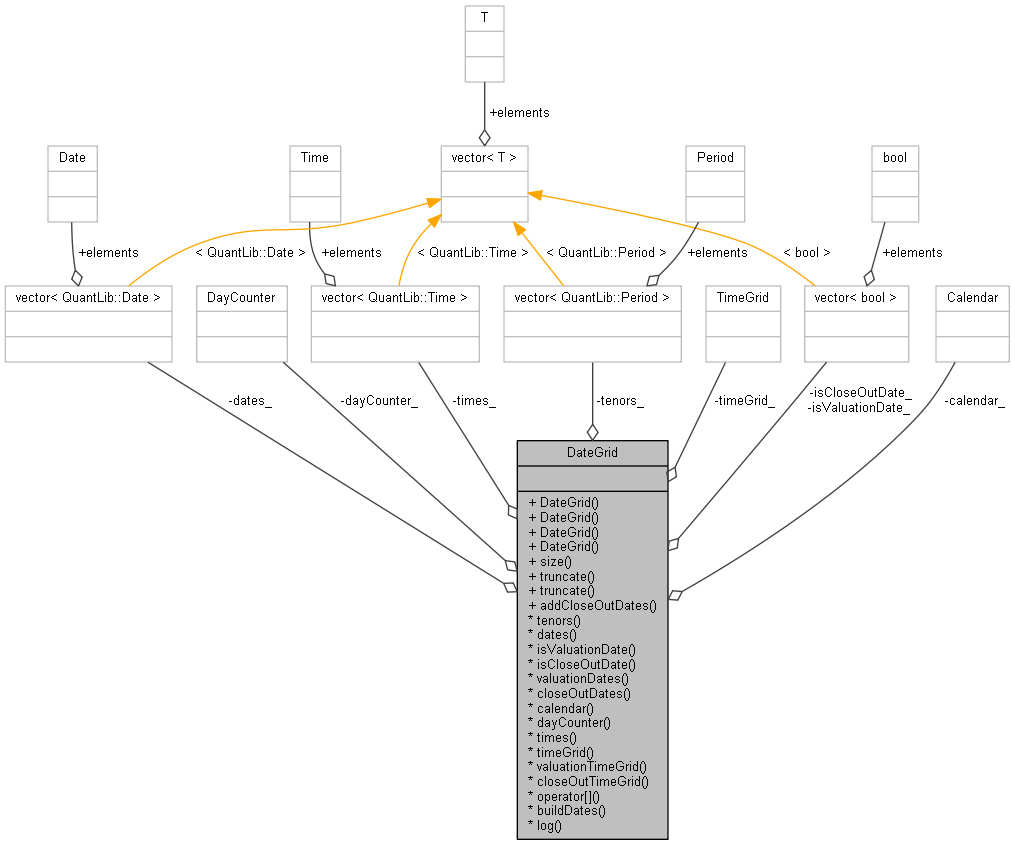 T
+elements
Date
Time
vector< T >
Period
bool
+elements
< QuantLib::Date >
+elements
< QuantLib::Time >
< QuantLib::Period >
+elements
< bool >
+elements
vector< QuantLib::Date >
DayCounter
vector< QuantLib::Time >
vector< QuantLib::Period >
TimeGrid
vector< bool >
Calendar
-dates_
-dayCounter_
-times_
-tenors_
-timeGrid_
-isCloseOutDate_
-isValuationDate_
-calendar_
DateGrid
+ DateGrid()
+ DateGrid()
+ DateGrid()
+ DateGrid()
+ size()
+ truncate()
+ truncate()
+ addCloseOutDates()
* tenors()
* dates()
* isValuationDate()
* isCloseOutDate()
* valuationDates()
* closeOutDates()
* calendar()
* dayCounter()
* times()
* timeGrid()
* valuationTimeGrid()
* closeOutTimeGrid()
* operator[]()
* buildDates()
* log()